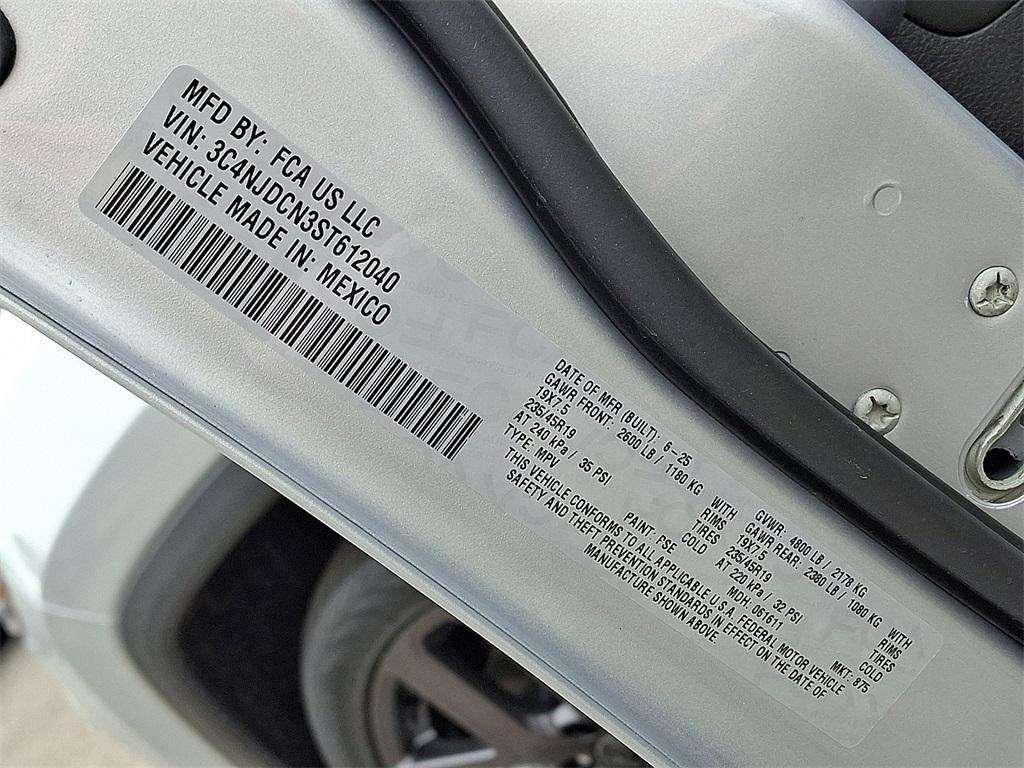 MFD BY: FCA US LLC
VIN: 3C4NJDCN3ST612040
VEHICLE MADE IN: MEXICO
DATE OF MFR (BUILT): 6-25 GVWR: 4800 LB / 2178 KG
GAWR FRONT: 2600 LB / 1180 KG WITH GAWR REAR: 2380 LB / 1080 KG WITH
19X7.5 RIMS 19X7.5 RIMS
235/45R19 TIRES 235/45R19 TIRES
AT 240 kPa / 35 PSI COLD AT 220 kPa / 32 PSI COLD
TYPE: MPV PAINT: PSE MDH: 061611 MKT: 875
THIS VEHICLE CONFORMS TO ALL APPLICABLE U.S.A. FEDERAL MOTOR VEHICLE
SAFETY AND THEFT PREVENTION STANDARDS IN EFFECT ON THE DATE OF
MANUFACTURE SHOWN ABOVE.